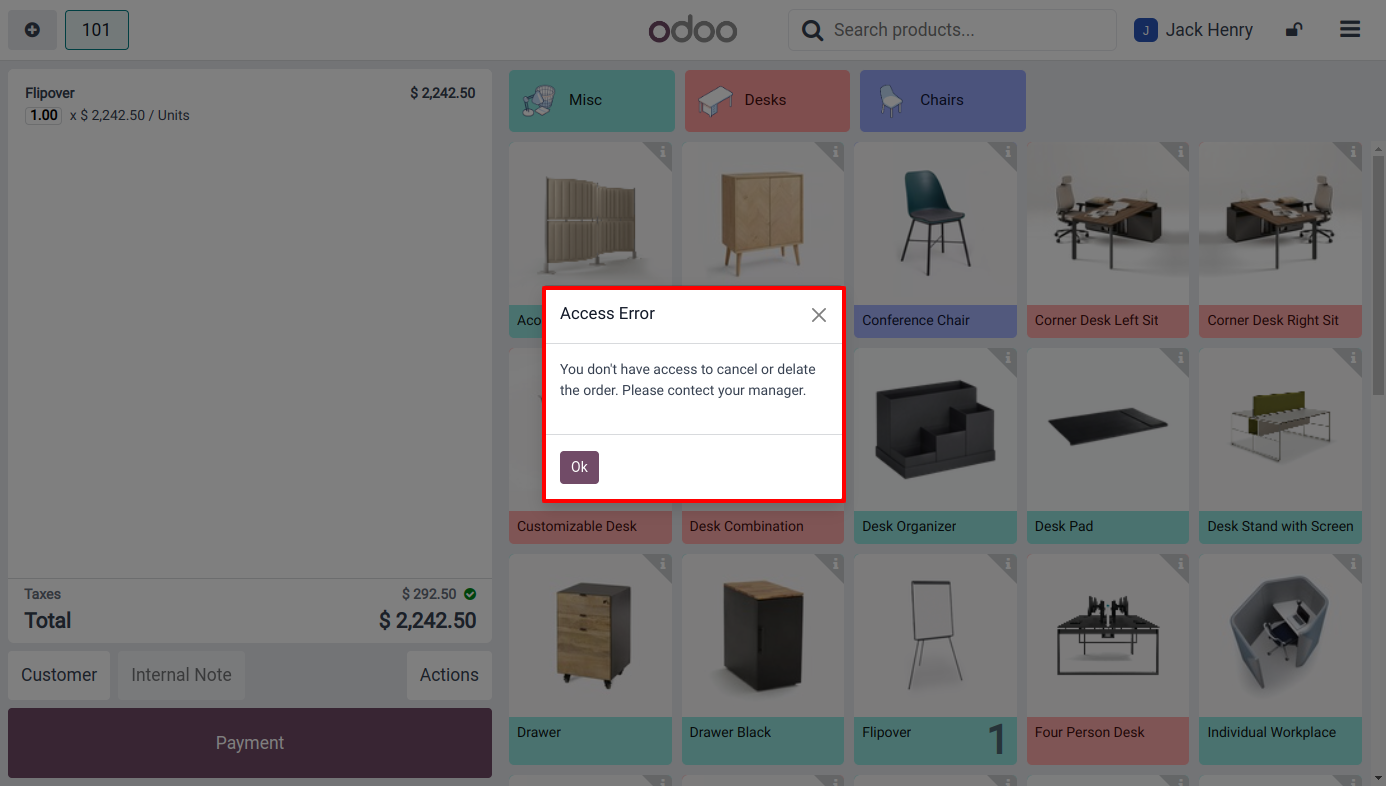 101
odoo
Search products...
J
Jack Henry
Flipover
$ 2,242.50
1.00 x $ 2,242.50 / Units
Taxes
$ 292.50
Total
$ 2,242.50
Customer
Internal Note
Actions
Payment
Misc
Desks
Chairs
Aco
Conference Chair
Corner Desk Left Sit
Corner Desk Right Sit
Access Error
You don't have access to cancel or delate
the order. Please contect your manager.
Ok
Customizable Desk
Desk Combination
Desk Organizer
Desk Pad
Desk Stand with Screen
Drawer
Drawer Black
Flipover
1
Four Person Desk
Individual Workplace